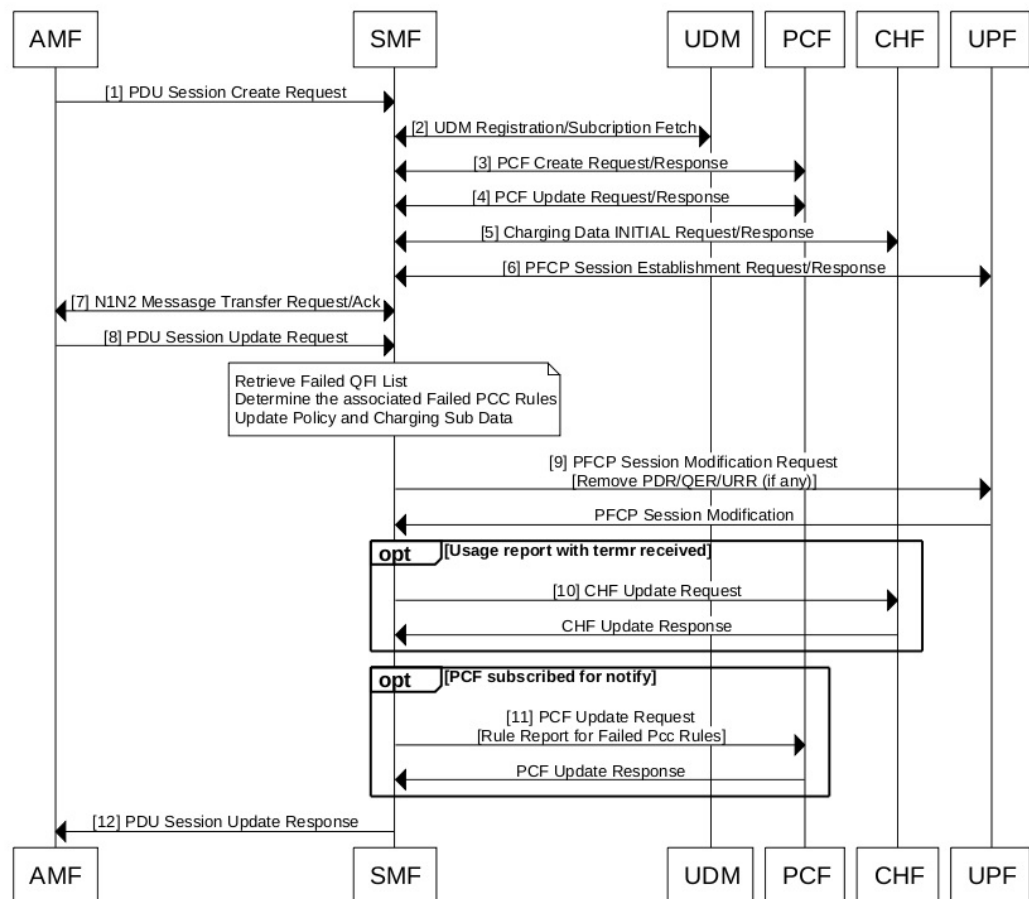 AMF SMF UDM PCF CHF UPF
[1] PDU Session Create Request
[2] UDM Registration/Subcription Fetch
[3] PCF Create Request/Response
[4] PCF Update Request/Response
[5] Charging Data INITIAL Request/Response
[6] PFCP Session Establishment Request/Response
[7] N1N2 Messasge Transfer Request/Ack
[8] PDU Session Update Request
Retrieve Failed QFI List
Determine the associated Failed PCC Rules
Update Policy and Charging Sub Data
[9] PFCP Session Modification Request
[Remove PDR/QER/URR (if any)]
PFCP Session Modification
opt [Usage report with termr received]
[10] CHF Update Request
CHF Update Response
opt [PCF subscribed for notify]
[11] PCF Update Request
[Rule Report for Failed Pcc Rules]
PCF Update Response
[12] PDU Session Update Response
AMF SMF UDM PCF CHF UPF